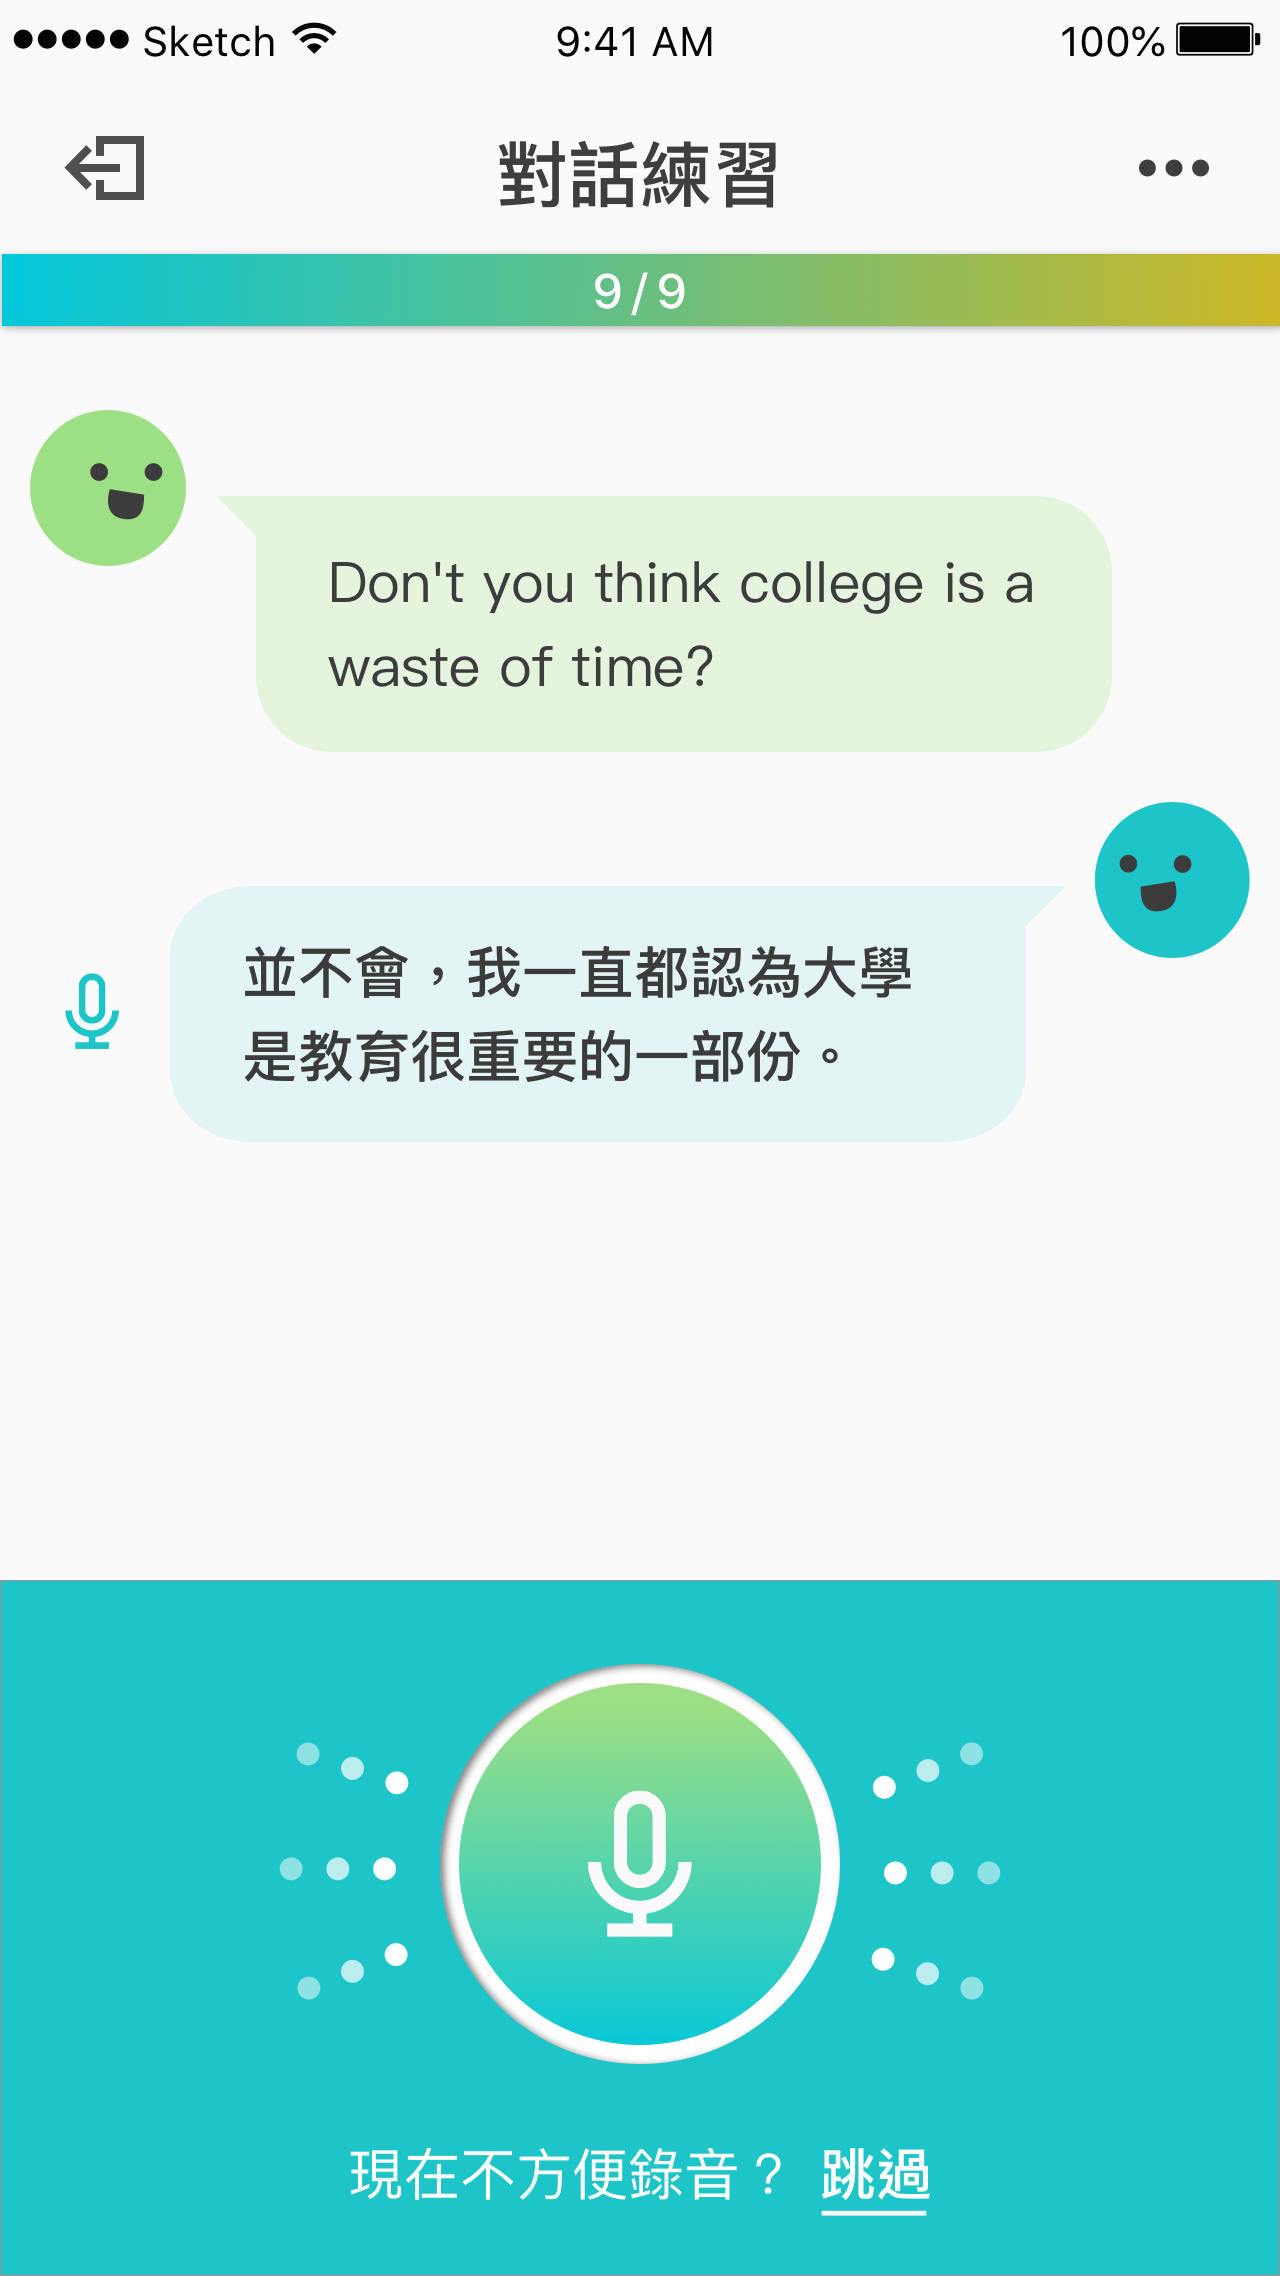 Sketch 9:41 AM 100%
對話練習
9/9
Don't you think college is a
waste of time?
並不會，我一直都認為大學
是教育很重要的一部份。
現在不方便錄音？ 跳過